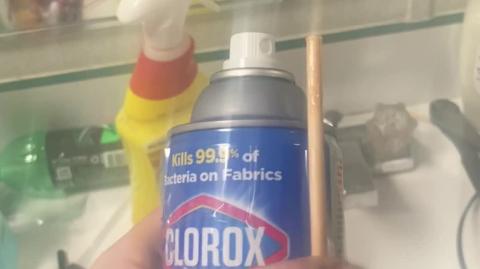 Kills 99.9% of
Bacteria on Fabrics
CLOROX